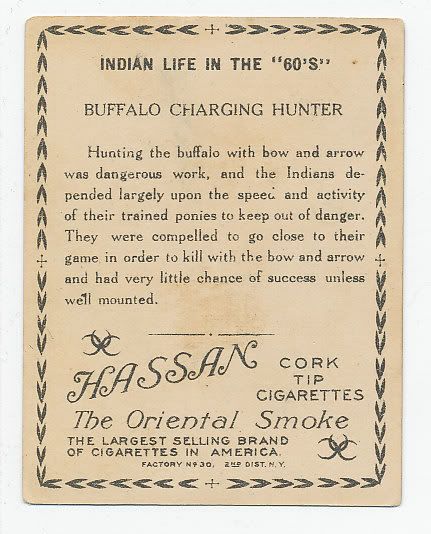 INDIAN LIFE IN THE "60'S"
BUFFALO CHARGING HUNTER
Hunting the buffalo with bow and arrow
was dangerous work, and the Indians de-
pended largely upon the speed and activity
of their trained ponies to keep out of danger.
They were compelled to go close to their
game in order to kill with the bow and arrow
and had very little chance of success unless
well mounted.
HASSAN
CORK
TIP
CIGARETTES
The Oriental Smoke
THE LARGEST SELLING BRAND
OF CIGARETTES IN AMERICA.
FACTORY Nº 30, 2ND DIST. N.Y.